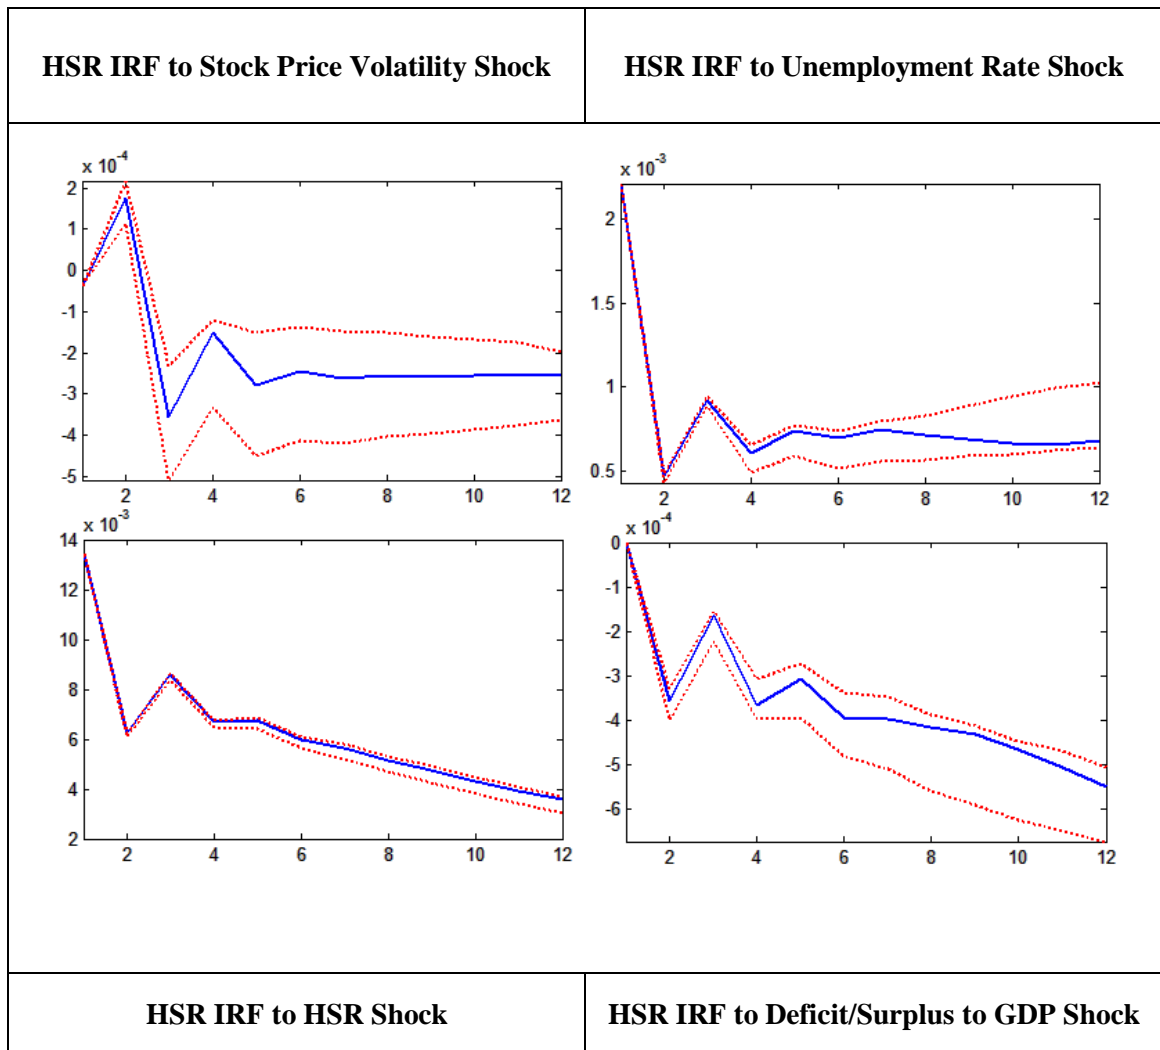 HSR IRF to Stock Price Volatility Shock
HSR IRF to Unemployment Rate Shock
x 10^-4
2
1
0
-1
-2
-3
-4
-5
2 4 6 8 10 12
x 10^-3
2
1.5
1
0.5
2 4 6 8 10 12
x 10^-3
14
12
10
8
6
4
2
2 4 6 8 10 12
x 10^-4
0
-1
-2
-3
-4
-5
-6
2 4 6 8 10 12
HSR IRF to HSR Shock
HSR IRF to Deficit/Surplus to GDP Shock